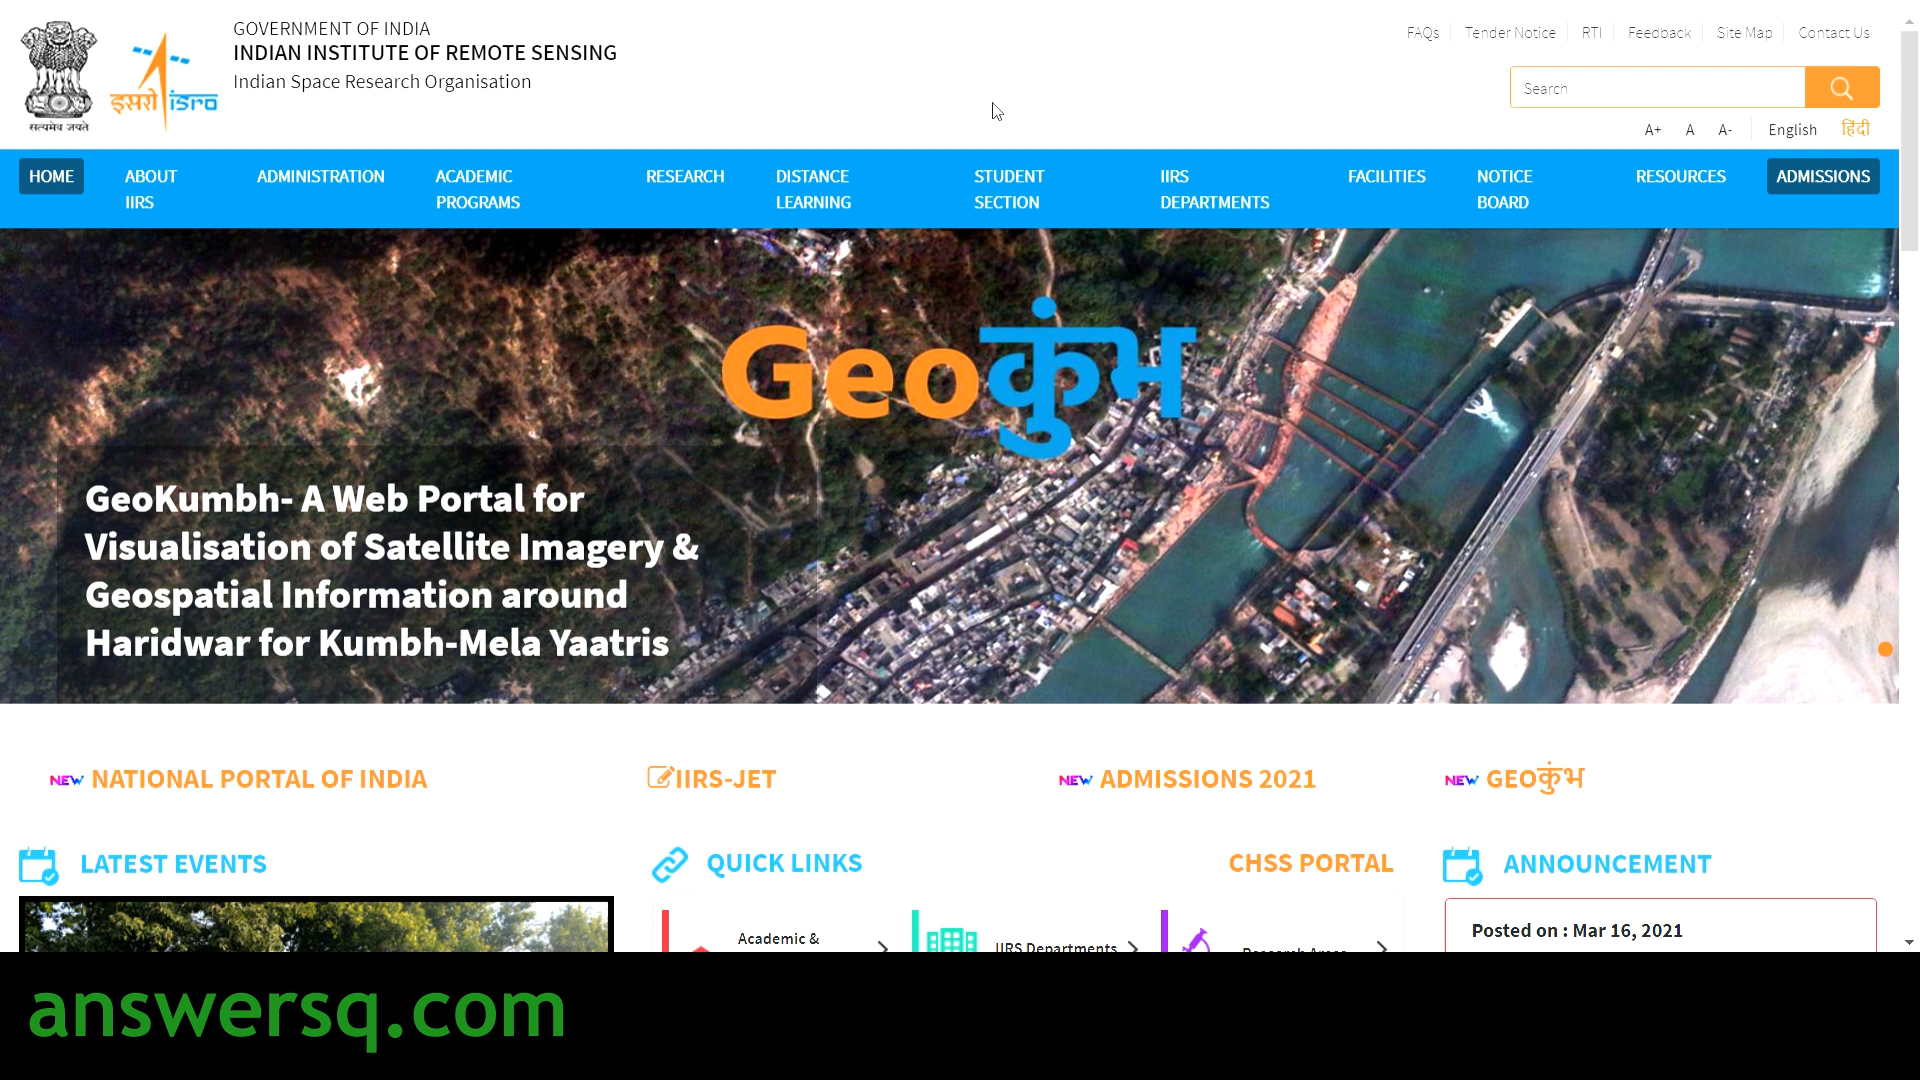 GOVERNMENT OF INDIA
INDIAN INSTITUTE OF REMOTE SENSING
Indian Space Research Organisation
सत्यमेव जयते
इसरो isro
FAQs Tender Notice RTI Feedback Site Map Contact Us
Search
A+ A A- English हिंदी
HOME
ABOUT IIRS
ADMINISTRATION
ACADEMIC PROGRAMS
RESEARCH
DISTANCE LEARNING
STUDENT SECTION
IIRS DEPARTMENTS
FACILITIES
NOTICE BOARD
RESOURCES
ADMISSIONS
Geoकुंभ
GeoKumbh- A Web Portal for
Visualisation of Satellite Imagery &
Geospatial Information around
Haridwar for Kumbh-Mela Yaatris
NEW NATIONAL PORTAL OF INDIA
IIRS-JET
NEW ADMISSIONS 2021
NEW GEOकुंभ
LATEST EVENTS
QUICK LINKS
CHSS PORTAL
ANNOUNCEMENT
Academic &
IIRS Departments
Research Areas
Posted on : Mar 16, 2021
answersq.com